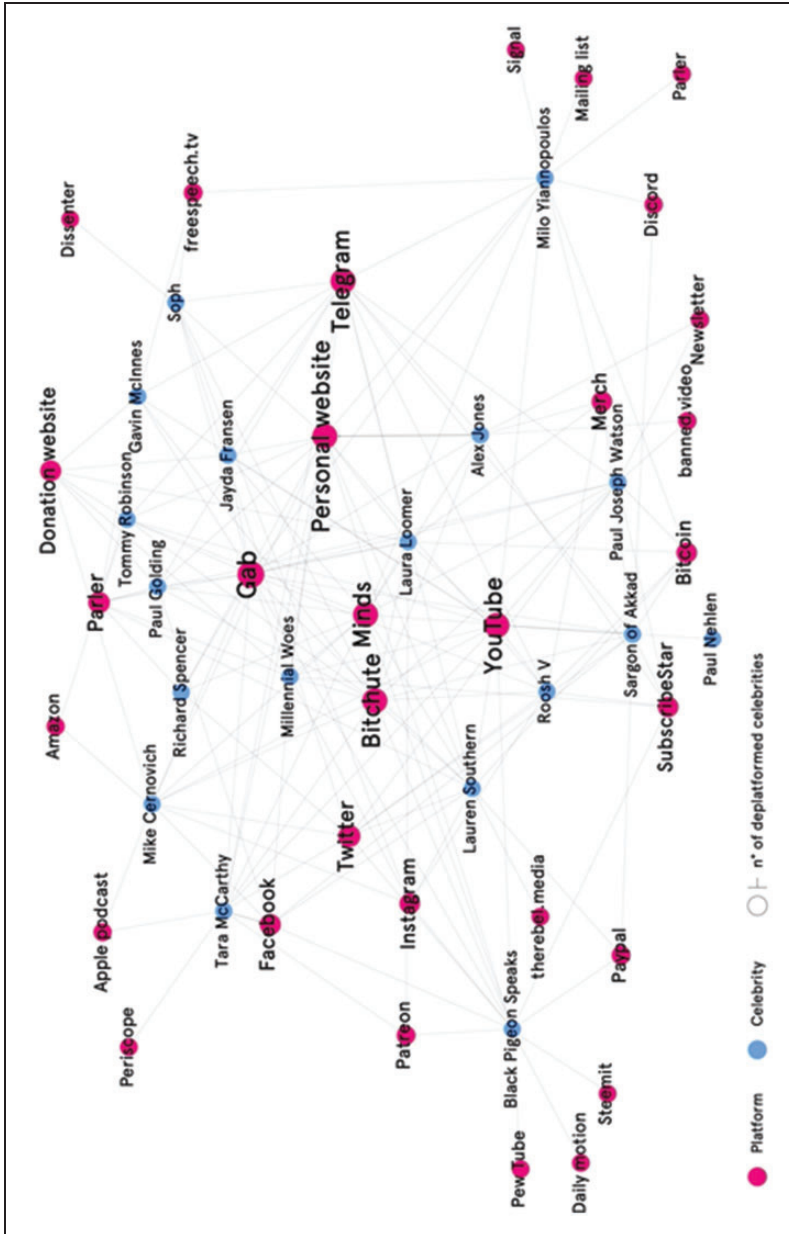 Donation website
Amazon
Dissenter
Parler
Apple podcast
Tommy Robinson
Periscope
Gavin McInnes
Mike Cernovich
Paul Golding
Soph
Richard Spencer
freespeech.tv
Tara McCarthy
Jayda Fransen
Gab
Facebook
Millennial Woes
Personal website
Telegram
Twitter
Minds
Bitchute
Patreon
Laura Loomer
Instagram
Lauren Southern
Alex Jones
YouTube
Black Pigeon Speaks
Signal
Pew Tube
therebel.media
Milo Yiannopoulos
Roosh V
Daily motion
Mailing list
Merch
Steemit
Paul Joseph Watson
Paypal
Sargon of Akkad
Discord
SubscribeStar
Parler
Bitcoin
banned.video
Newsletter
Paul Nehlen
Platform
Celebrity
n° of deplatformed celebrities